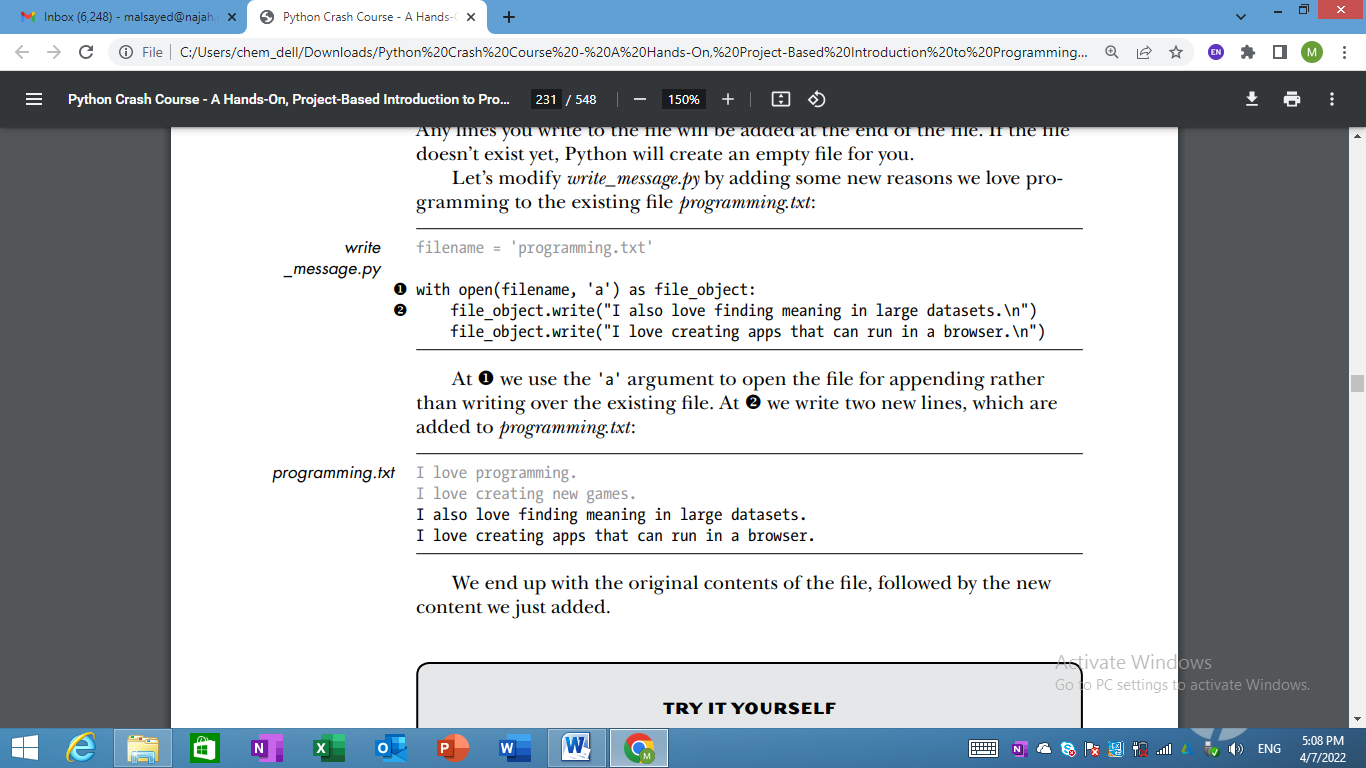 Inbox (6,248) - malsayed@najah.
Python Crash Course - A Hands-O
File
C:/Users/chem_dell/Downloads/Python%20Crash%20Course%20-%20A%20Hands-On,%20Project-Based%20Introduction%20to%20Programming...
EN
M
Python Crash Course - A Hands-On, Project-Based Introduction to Pro...
231 / 548
150%
Any lines you write to the file will be added at the end of the file. If the file
doesn’t exist yet, Python will create an empty file for you.
Let’s modify write_message.py by adding some new reasons we love pro-
gramming to the existing file programming.txt:
write
_message.py
filename = 'programming.txt'
❶ with open(filename, 'a') as file_object:
❷ file_object.write("I also love finding meaning in large datasets.\n")
file_object.write("I love creating apps that can run in a browser.\n")
At ❶ we use the 'a' argument to open the file for appending rather
than writing over the existing file. At ❷ we write two new lines, which are
added to programming.txt:
programming.txt
I love programming.
I love creating new games.
I also love finding meaning in large datasets.
I love creating apps that can run in a browser.
We end up with the original contents of the file, followed by the new
content we just added.
TRY IT YOURSELF
Activate Windows
Go to PC settings to activate Windows.
ENG
5:08 PM
4/7/2022